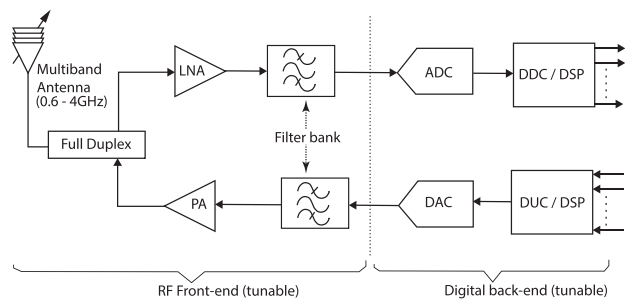 LNA
ADC
DDC / DSP
Multiband
Antenna
(0.6 - 4GHz)
Full Duplex
Filter bank
PA
DAC
DUC / DSP
RF Front-end (tunable)
Digital back-end (tunable)